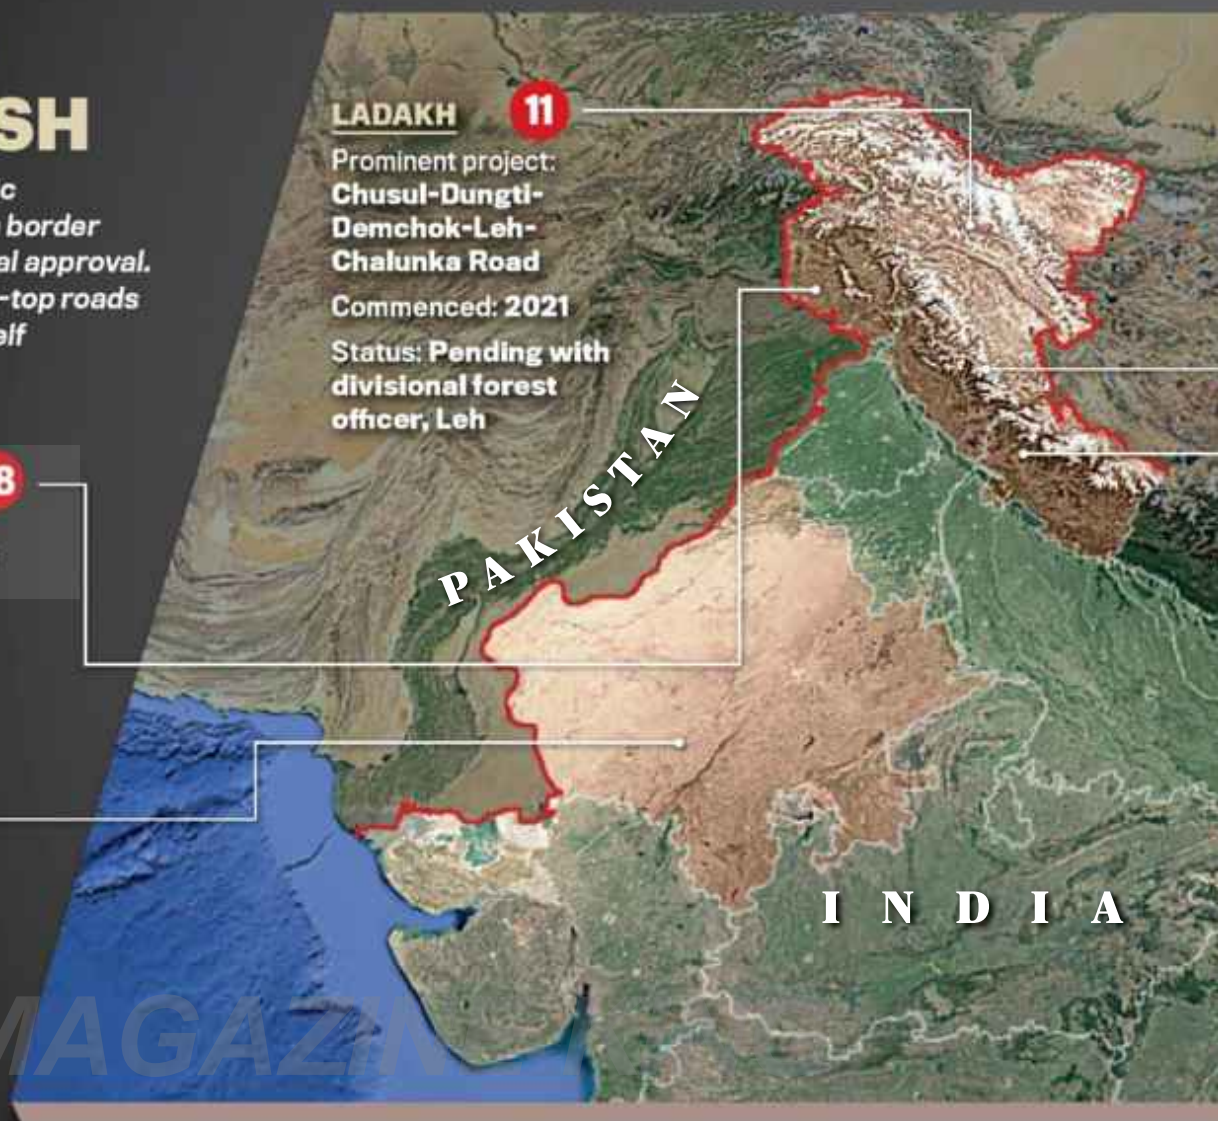 SH
c
border
al approval.
-top roads
elf
LADAKH
11
Prominent project:
Chusul-Dungti-
Demchok-Leh-
Chalunka Road
Commenced: 2021
Status: Pending with
divisional forest
officer, Leh
8
PAKISTAN
INDIA
MAGAZIN